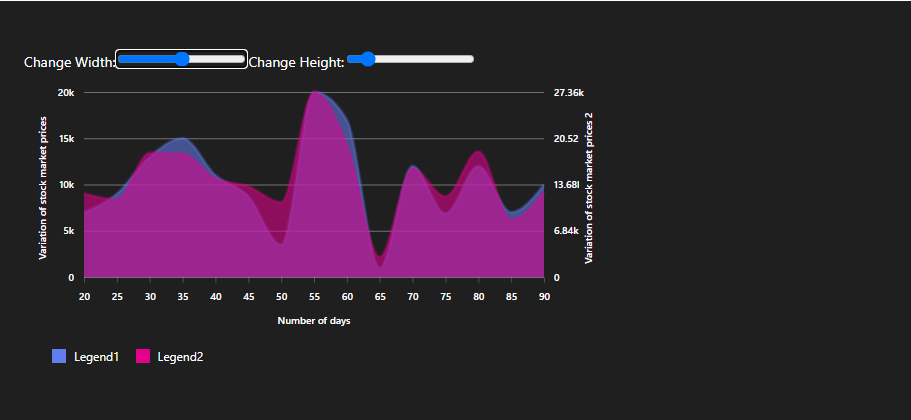 Change Width: Change Height:
20k
15k
10k
5k
0
Variation of stock market prices
27.36k
20.52
13.68
6.84k
0
Variation of stock market prices 2
20 25 30 35 40 45 50 55 60 65 70 75 80 85 90
Number of days
Legend1 Legend2